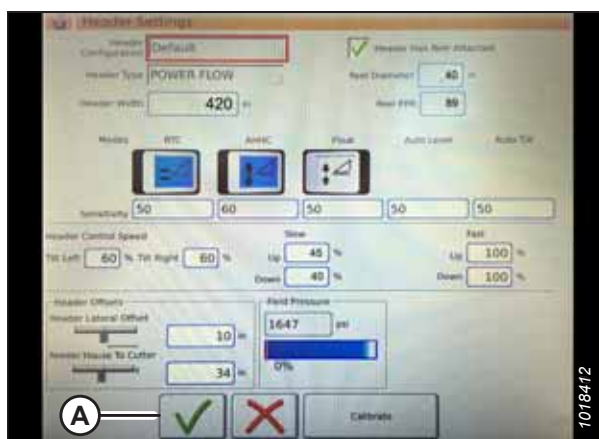 Header Settings
Header Configuration Default Header Has Reel Attached
Header Type POWER FLOW Reel Diameter 40 in
Header Width 420 in Reel PPR 89
Modes RTC AHHC Float Auto Level Auto Tilt
Sensitivity 50 60 50 50 50
Header Control Speed Slow Fast
Tilt Left 60 % Tilt Right 60 % Up 45 % Up 100 %
Down 40 % Down 100 %
Header Offsets Field Pressure
Header Lateral Offset 1647 psi
10 in
Feeder House To Cutter 0%
34 in
A Calibrate
1018412